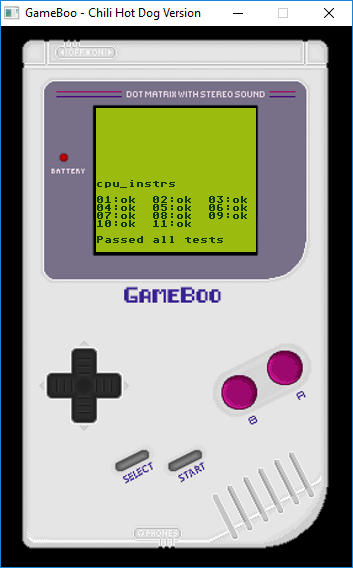 GameBoo - Chili Hot Dog Version
DOT MATRIX WITH STEREO SOUND
BATTERY
cpu_instrs
01:ok 02:ok 03:ok
04:ok 05:ok 06:ok
07:ok 08:ok 09:ok
10:ok 11:ok
Passed all tests
GAMEBOO
B A
SELECT START
PHONES